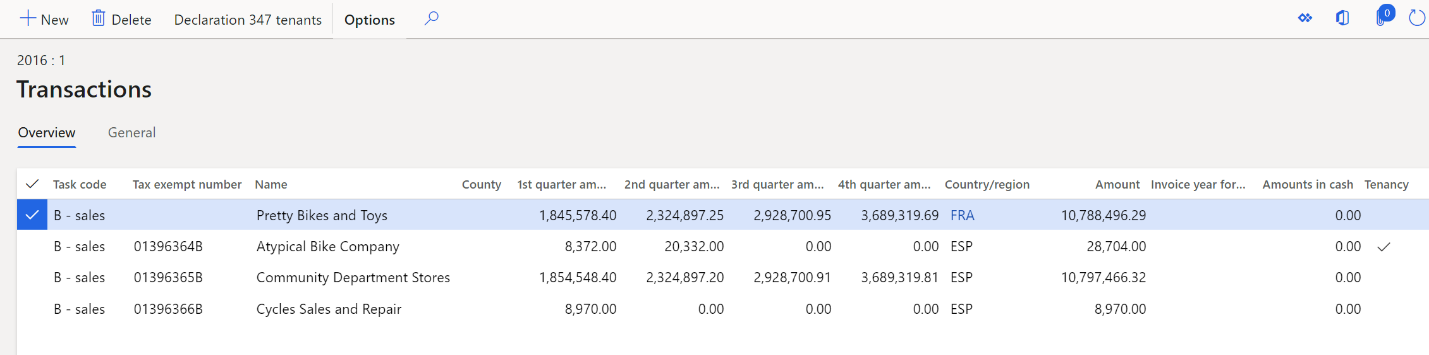 New Delete Declaration 347 tenants Options 0
2016 : 1
Transactions
Overview General
Task code Tax exempt number Name County 1st quarter am... 2nd quarter am... 3rd quarter am... 4th quarter am... Country/region Amount Invoice year for... Amounts in cash Tenancy
B - sales Pretty Bikes and Toys 1,845,578.40 2,324,897.25 2,928,700.95 3,689,319.69 FRA 10,788,496.29 0.00
B - sales 01396364B Atypical Bike Company 8,372.00 20,332.00 0.00 0.00 ESP 28,704.00 0.00
B - sales 01396365B Community Department Stores 1,854,548.40 2,324,897.20 2,928,700.91 3,689,319.81 ESP 10,797,466.32 0.00
B - sales 01396366B Cycles Sales and Repair 8,970.00 0.00 0.00 0.00 ESP 8,970.00 0.00